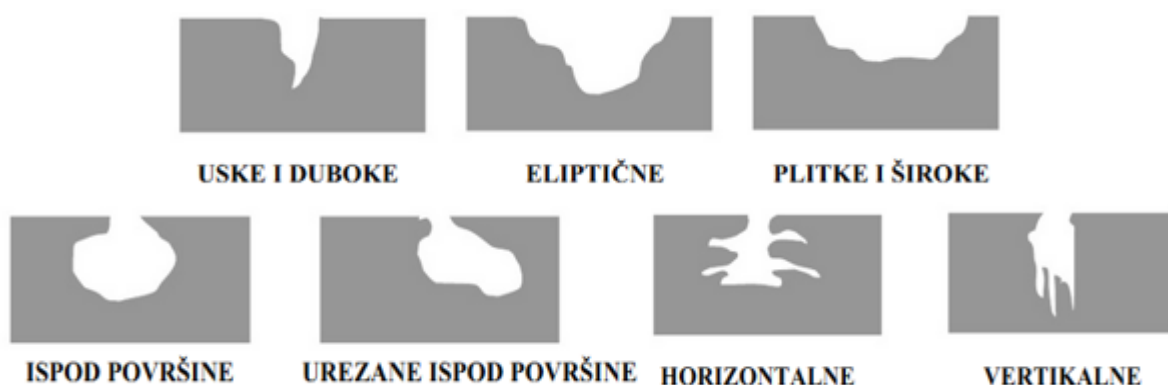 USKE I DUBOKE
ELIPTIČNE
PLITKE I ŠIROKE
ISPOD POVRŠINE
UREZANE ISPOD POVRŠINE
HORIZONTALNE
VERTIKALNE